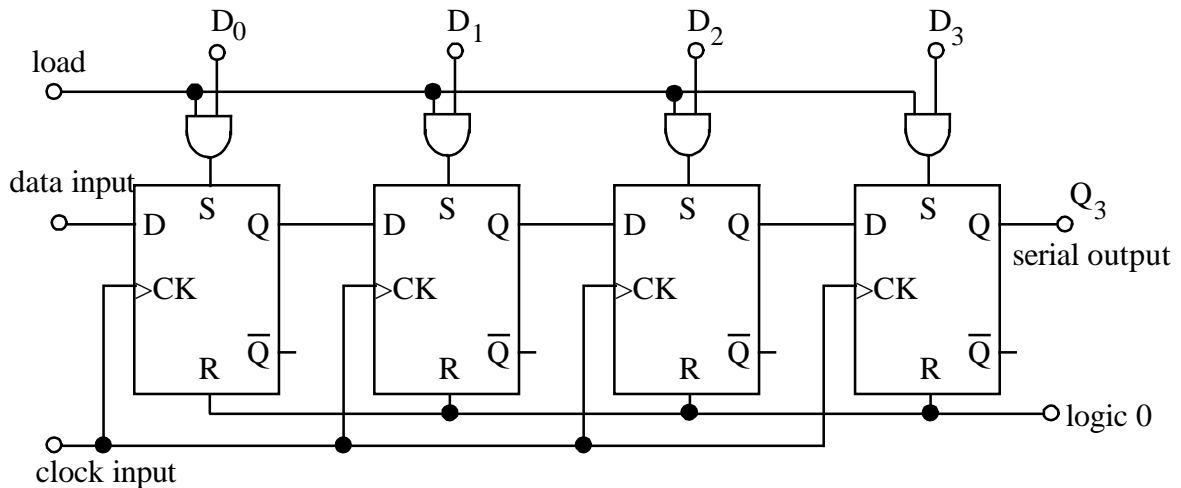 D0 D1 D2 D3
load
data input
S S S S
D Q D Q D Q D Q
Q3
serial output
CK CK CK CK
Q̅ Q̅ Q̅ Q̅
R R R R
logic 0
clock input